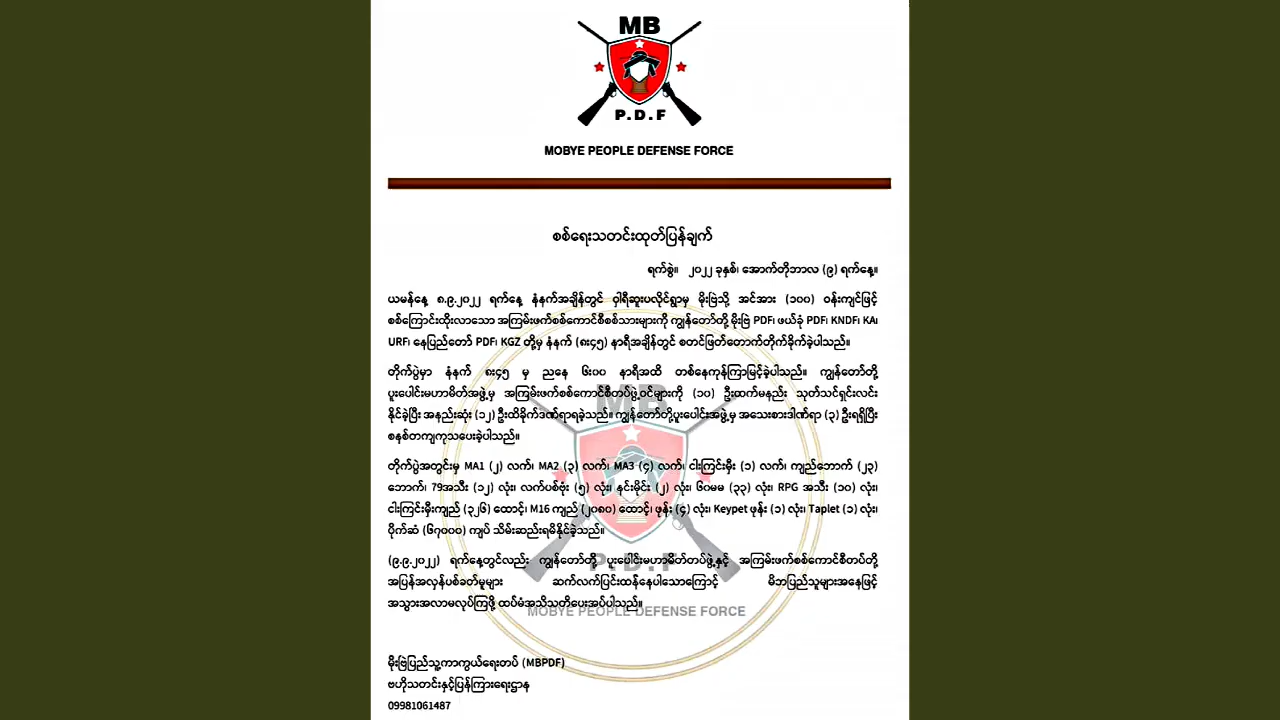 MB
P.D.F
MOBYE PEOPLE DEFENSE FORCE
စစ်ရေးသတင်းထုတ်ပြန်ချက်
ရက်စွဲ။ ၂၀၂၂ ခုနှစ်၊ အောက်တိုဘာလ (၉) ရက်နေ့။
ယမန်နေ့ ၈.၉.၂၀၂၂ ရက်နေ့ နံနက်အချိန်တွင် ဝါရီဆူးပလိုင်ရွာမှ မိုးဗြဲသို့ အင်အား (၁၀၀) ဝန်းကျင်ဖြင့်
စစ်ကြောင်းထိုးလာသော အကြမ်းဖက်စစ်ကောင်စီစစ်သားများကို ကျွန်တော်တို့ မိုးဗြဲ PDF၊ ဖယ်ခုံ PDF၊ KNDF၊ KA၊
URF၊ နေပြည်တော် PDF၊ KGZ တို့မှ နံနက် (၈:၄၅) နာရီအချိန်တွင် စတင်ဖြတ်တောက်တိုက်ခိုက်ခဲ့ပါသည်။
တိုက်ပွဲမှာ နံနက် ၈:၄၅ မှ ညနေ ၆:၀၀ နာရီအထိ တစ်နေကုန်ကြာမြင့်ခဲ့ပါသည်။ ကျွန်တော်တို့
ပူးပေါင်းမဟာမိတ်အဖွဲ့မှ အကြမ်းဖက်စစ်ကောင်စီတပ်ဖွဲ့ဝင်များကို (၁၀) ဦးထက်မနည်း သုတ်သင်ရှင်းလင်း
နိုင်ခဲ့ပြီး အနည်းဆုံး (၁၂) ဦးထိခိုက်ဒဏ်ရာရခဲ့သည်။ ကျွန်တော်တို့ပူးပေါင်းအဖွဲ့မှ အသေးစားဒါဏ်ရာ (၃) ဦးရရှိပြီး
စနစ်တကျကုသပေးခဲ့ပါသည်။
တိုက်ပွဲအတွင်းမှ MA1 (၂) လက်၊ MA2 (၃) လက်၊ MA3 (၄) လက်၊ ငါးကြင်းမှီး (၁) လက်၊ ကျည်ဘောက် (၂၃)
ဘောက်၊ 79အသီး (၁၂) လုံး၊ လက်ပစ်ဗုံး (၅) လုံး၊ နင်းမိုင်း (၂) လုံး၊ ၆၀မမ (၃၃) လုံး၊ RPG အသီး (၁၀) လုံး၊
ငါးကြင်းမှီးကျည် (၃၂၆) ထောင့်၊ M16 ကျည် (၂၀၈၀) ထောင့်၊ ဖုန်း (၄) လုံး၊ Keypet ဖုန်း (၁) လုံး၊ Taplet (၁) လုံး၊
ပိုက်ဆံ (၆၇၀၀၀) ကျပ် သိမ်းဆည်းရမိနိုင်ခဲ့သည်။
(၉.၉.၂၀၂၂) ရက်နေ့တွင်လည်း ကျွန်တော်တို့ ပူးပေါင်းမဟာမိတ်တပ်ဖွဲ့နှင့် အကြမ်းဖက်စစ်ကောင်စီတပ်တို့
အပြန်အလှန်ပစ်ခတ်မှုများ ဆက်လက်ပြင်းထန်နေပါသောကြောင့် မိဘပြည်သူများအနေဖြင့်
အသွားအလာမလုပ်ကြဖို့ ထပ်မံအသိသတိပေးအပ်ပါသည်။
MB
P.D.F
MOBYE PEOPLE DEFENSE FORCE
မိုးဗြဲပြည်သူ့ကာကွယ်ရေးတပ် (MBPDF)
ဗဟိုသတင်းနှင့်ပြန်ကြားရေးဌာန
09981061487